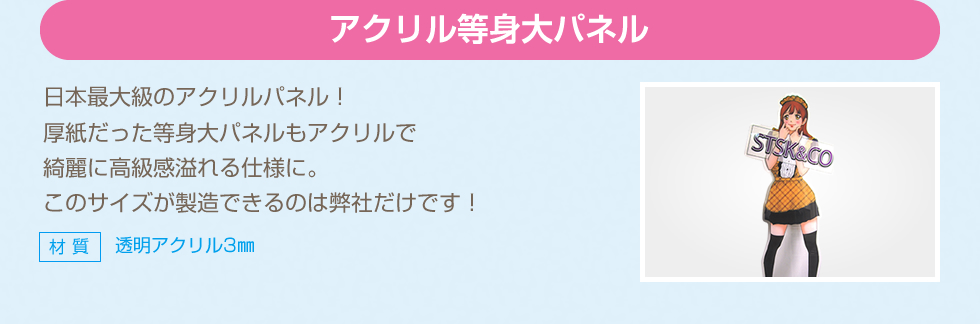 アクリル等身大パネル
日本最大級のアクリルパネル！
厚紙だった等身大パネルもアクリルで
綺麗に高級感溢れる仕様に。
このサイズが製造できるのは弊社だけです！
材 質 透明アクリル3㎜
STSK&CO